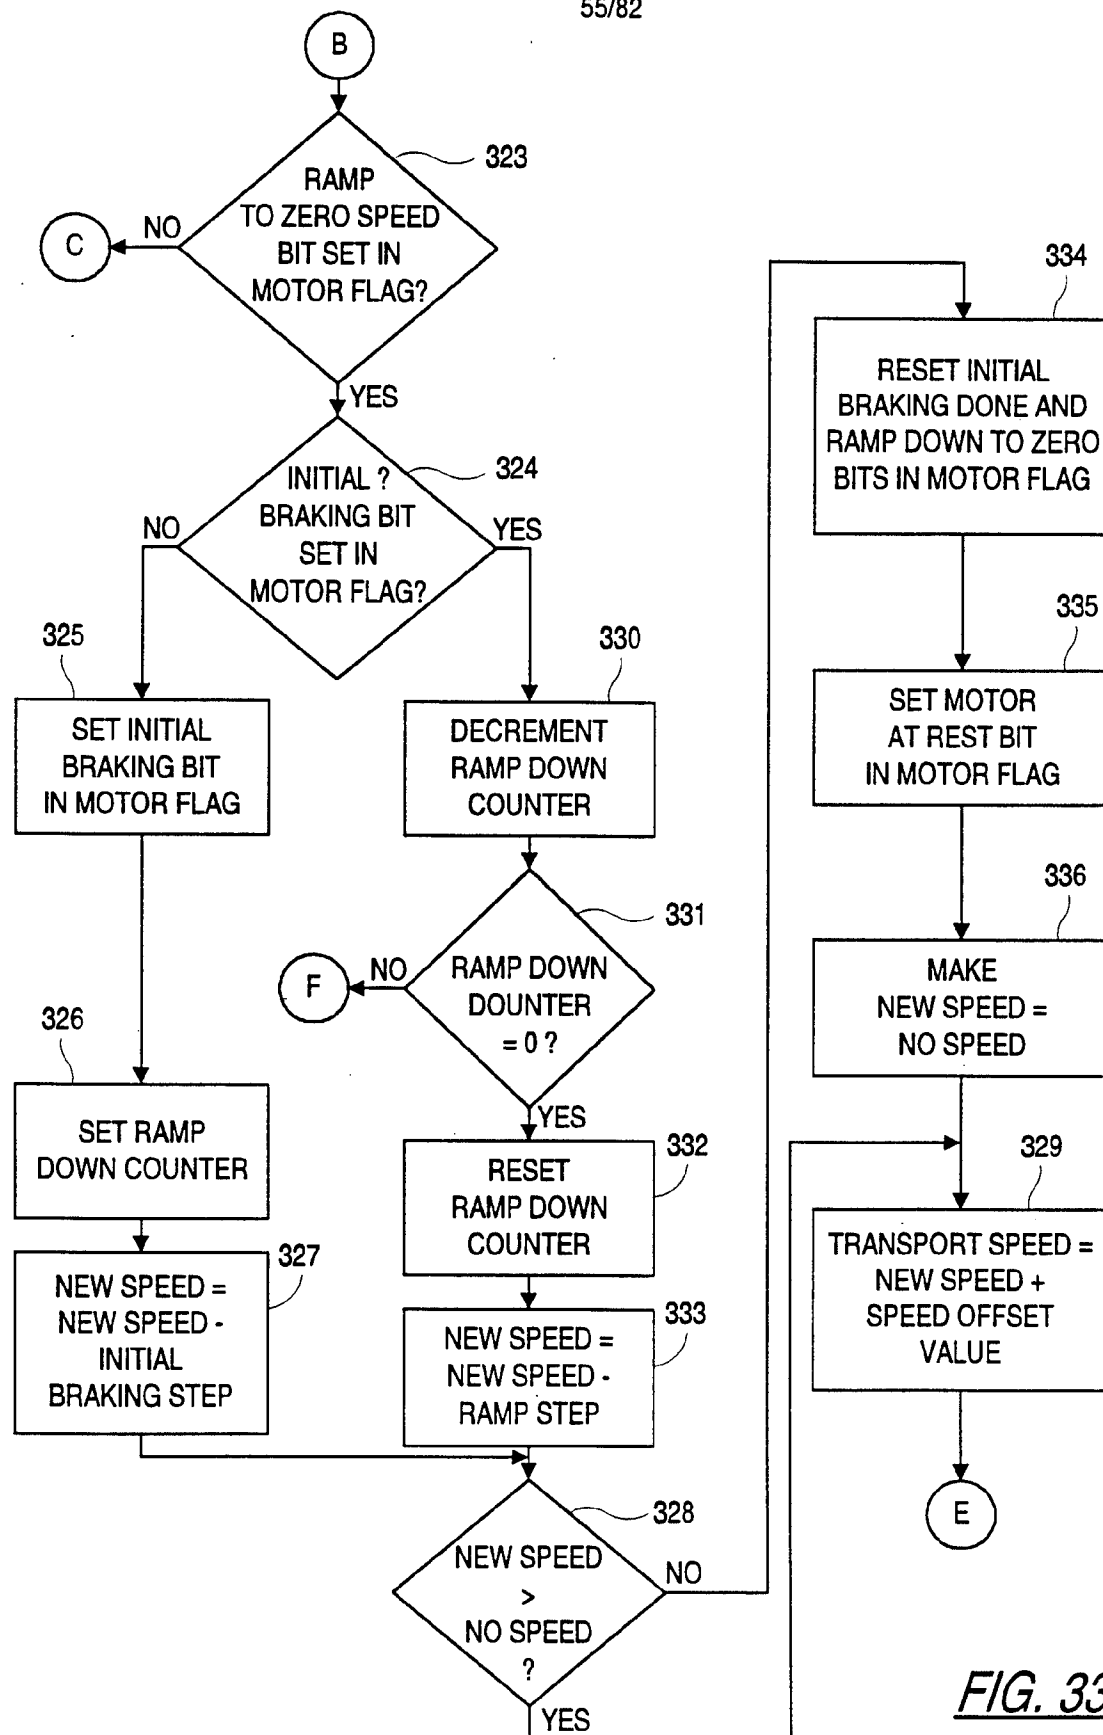 55/82
B
323
RAMP
TO ZERO SPEED
BIT SET IN
MOTOR FLAG?
NO
C
YES
324
INITIAL ?
BRAKING BIT
SET IN
MOTOR FLAG?
NO
YES
325
SET INITIAL
BRAKING BIT
IN MOTOR FLAG
326
SET RAMP
DOWN COUNTER
327
NEW SPEED =
NEW SPEED -
INITIAL
BRAKING STEP
330
DECREMENT
RAMP DOWN
COUNTER
331
RAMP DOWN
DOUNTER
= 0 ?
NO
F
YES
332
RESET
RAMP DOWN
COUNTER
333
NEW SPEED =
NEW SPEED -
RAMP STEP
328
NEW SPEED
>
NO SPEED
?
NO
YES
334
RESET INITIAL
BRAKING DONE AND
RAMP DOWN TO ZERO
BITS IN MOTOR FLAG
335
SET MOTOR
AT REST BIT
IN MOTOR FLAG
336
MAKE
NEW SPEED =
NO SPEED
329
TRANSPORT SPEED =
NEW SPEED +
SPEED OFFSET
VALUE
E
FIG. 33